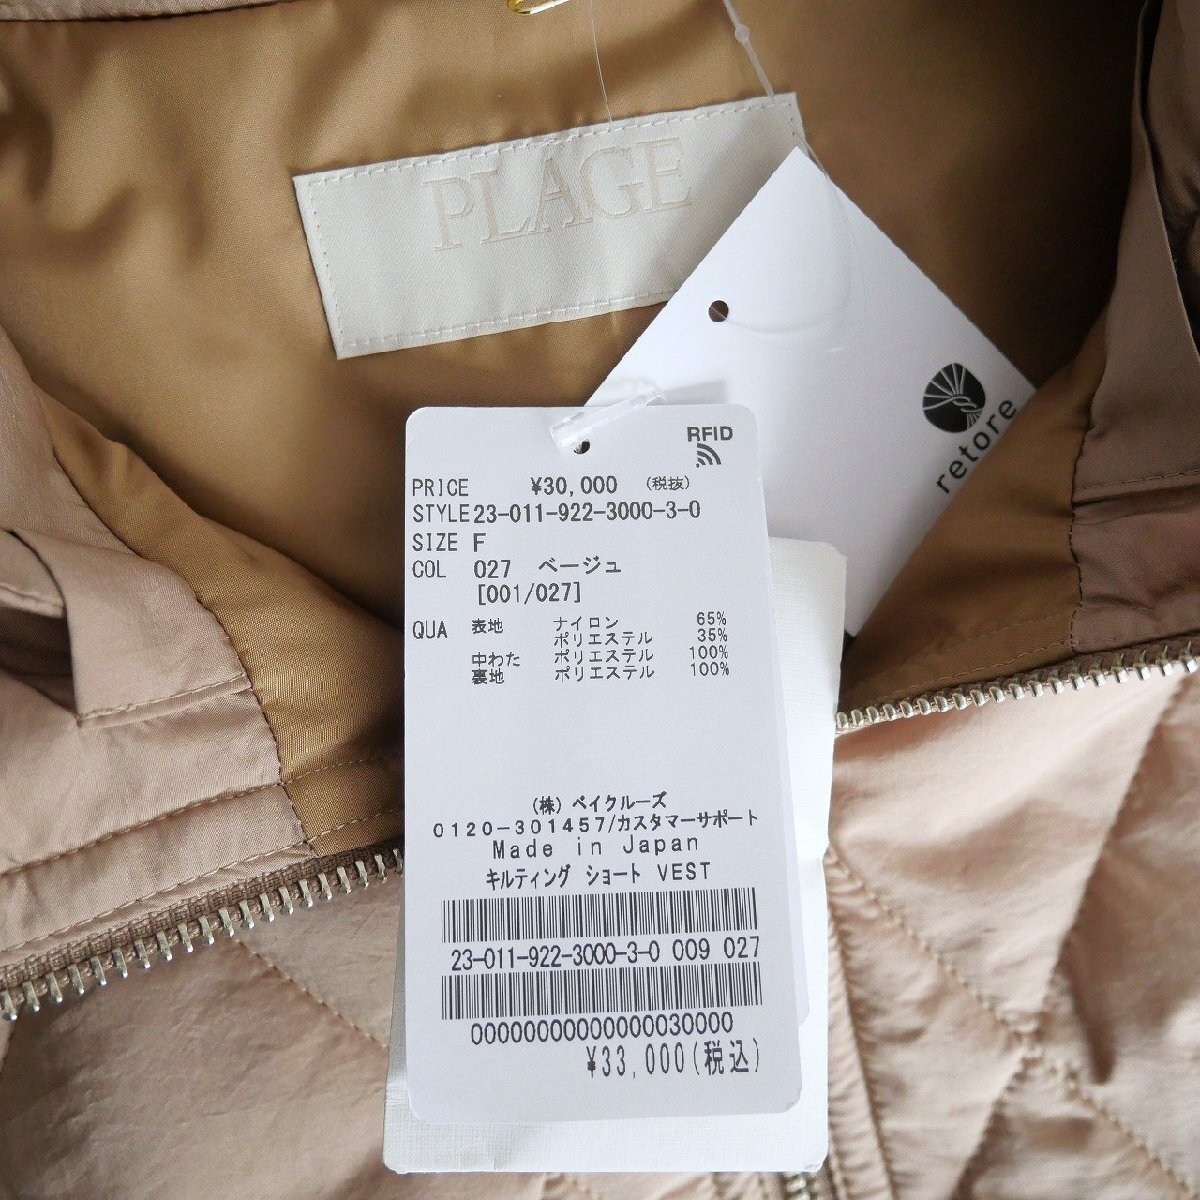 PLAGE
retore
RFID
PRICE ¥30,000 (税抜)
STYLE 23-011-922-3000-3-0
SIZE F
COL 027 ベージュ
[001/027]
QUA 表地 ナイロン 65%
ポリエステル 35%
中わた ポリエステル 100%
裏地 ポリエステル 100%
(株) ベイクルーズ
0120-301457/カスタマーサポート
Made in Japan
キルティング ショート VEST
23-011-922-3000-3-0 009 027
00000000000000030000
¥33,000(税込)